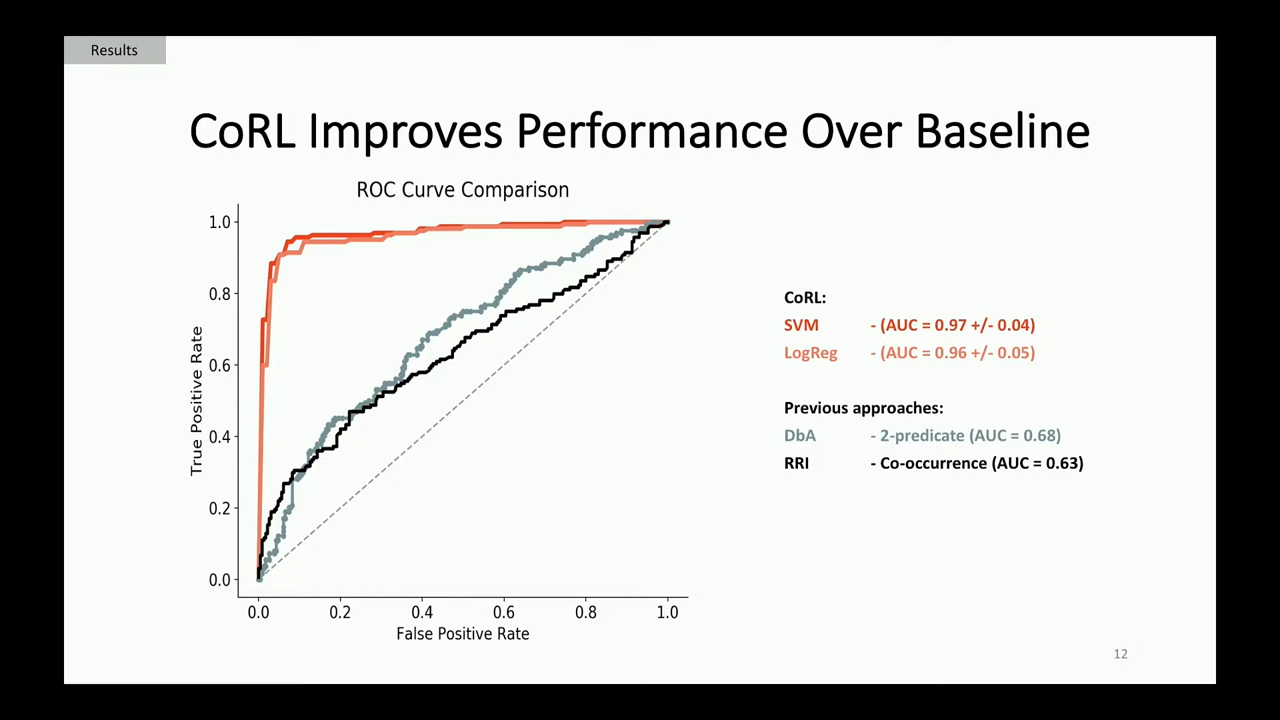 Results
CoRL Improves Performance Over Baseline
ROC Curve Comparison
1.0
0.8
0.6
0.4
0.2
0.0
True Positive Rate
0.0 0.2 0.4 0.6 0.8 1.0
False Positive Rate
CoRL:
SVM - (AUC = 0.97 +/- 0.04)
LogReg - (AUC = 0.96 +/- 0.05)
Previous approaches:
DbA - 2-predicate (AUC = 0.68)
RRI - Co-occurrence (AUC = 0.63)
12